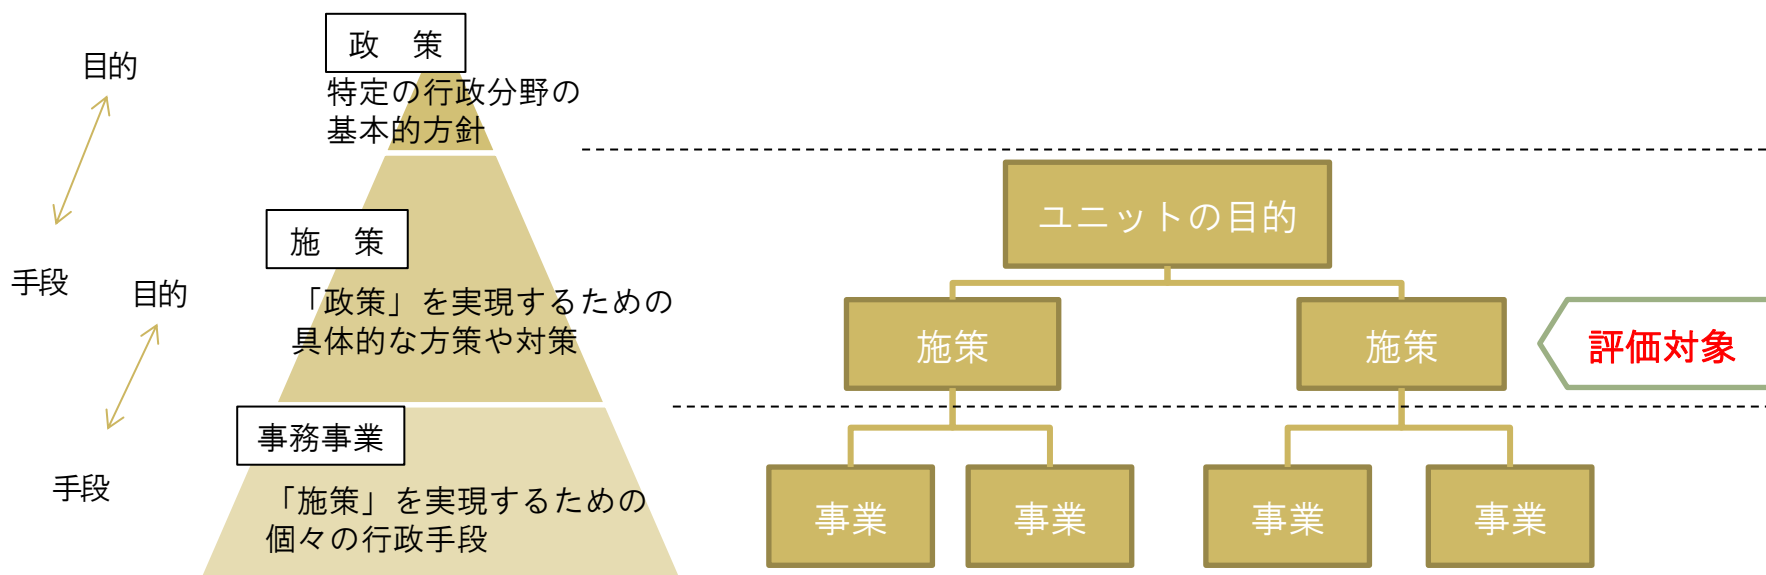 政　策
目的
特定の行政分野の
基本的方針
ユニットの目的
施　策
手段
目的
「政策」を実現するための
具体的な方策や対策
施策
施策
評価対象
事務事業
手段
「施策」を実現するための
個々の行政手段
事業
事業
事業
事業